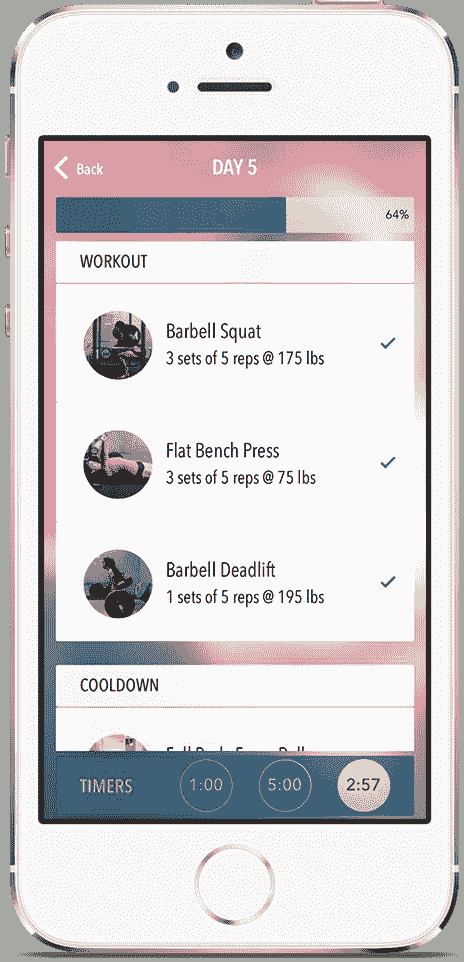 Back
DAY 5
64%
WORKOUT
Barbell Squat
3 sets of 5 reps @ 175 lbs
Flat Bench Press
3 sets of 5 reps @ 75 lbs
Barbell Deadlift
1 sets of 5 reps @ 195 lbs
COOLDOWN
TIMERS
1:00
5:00
2:57